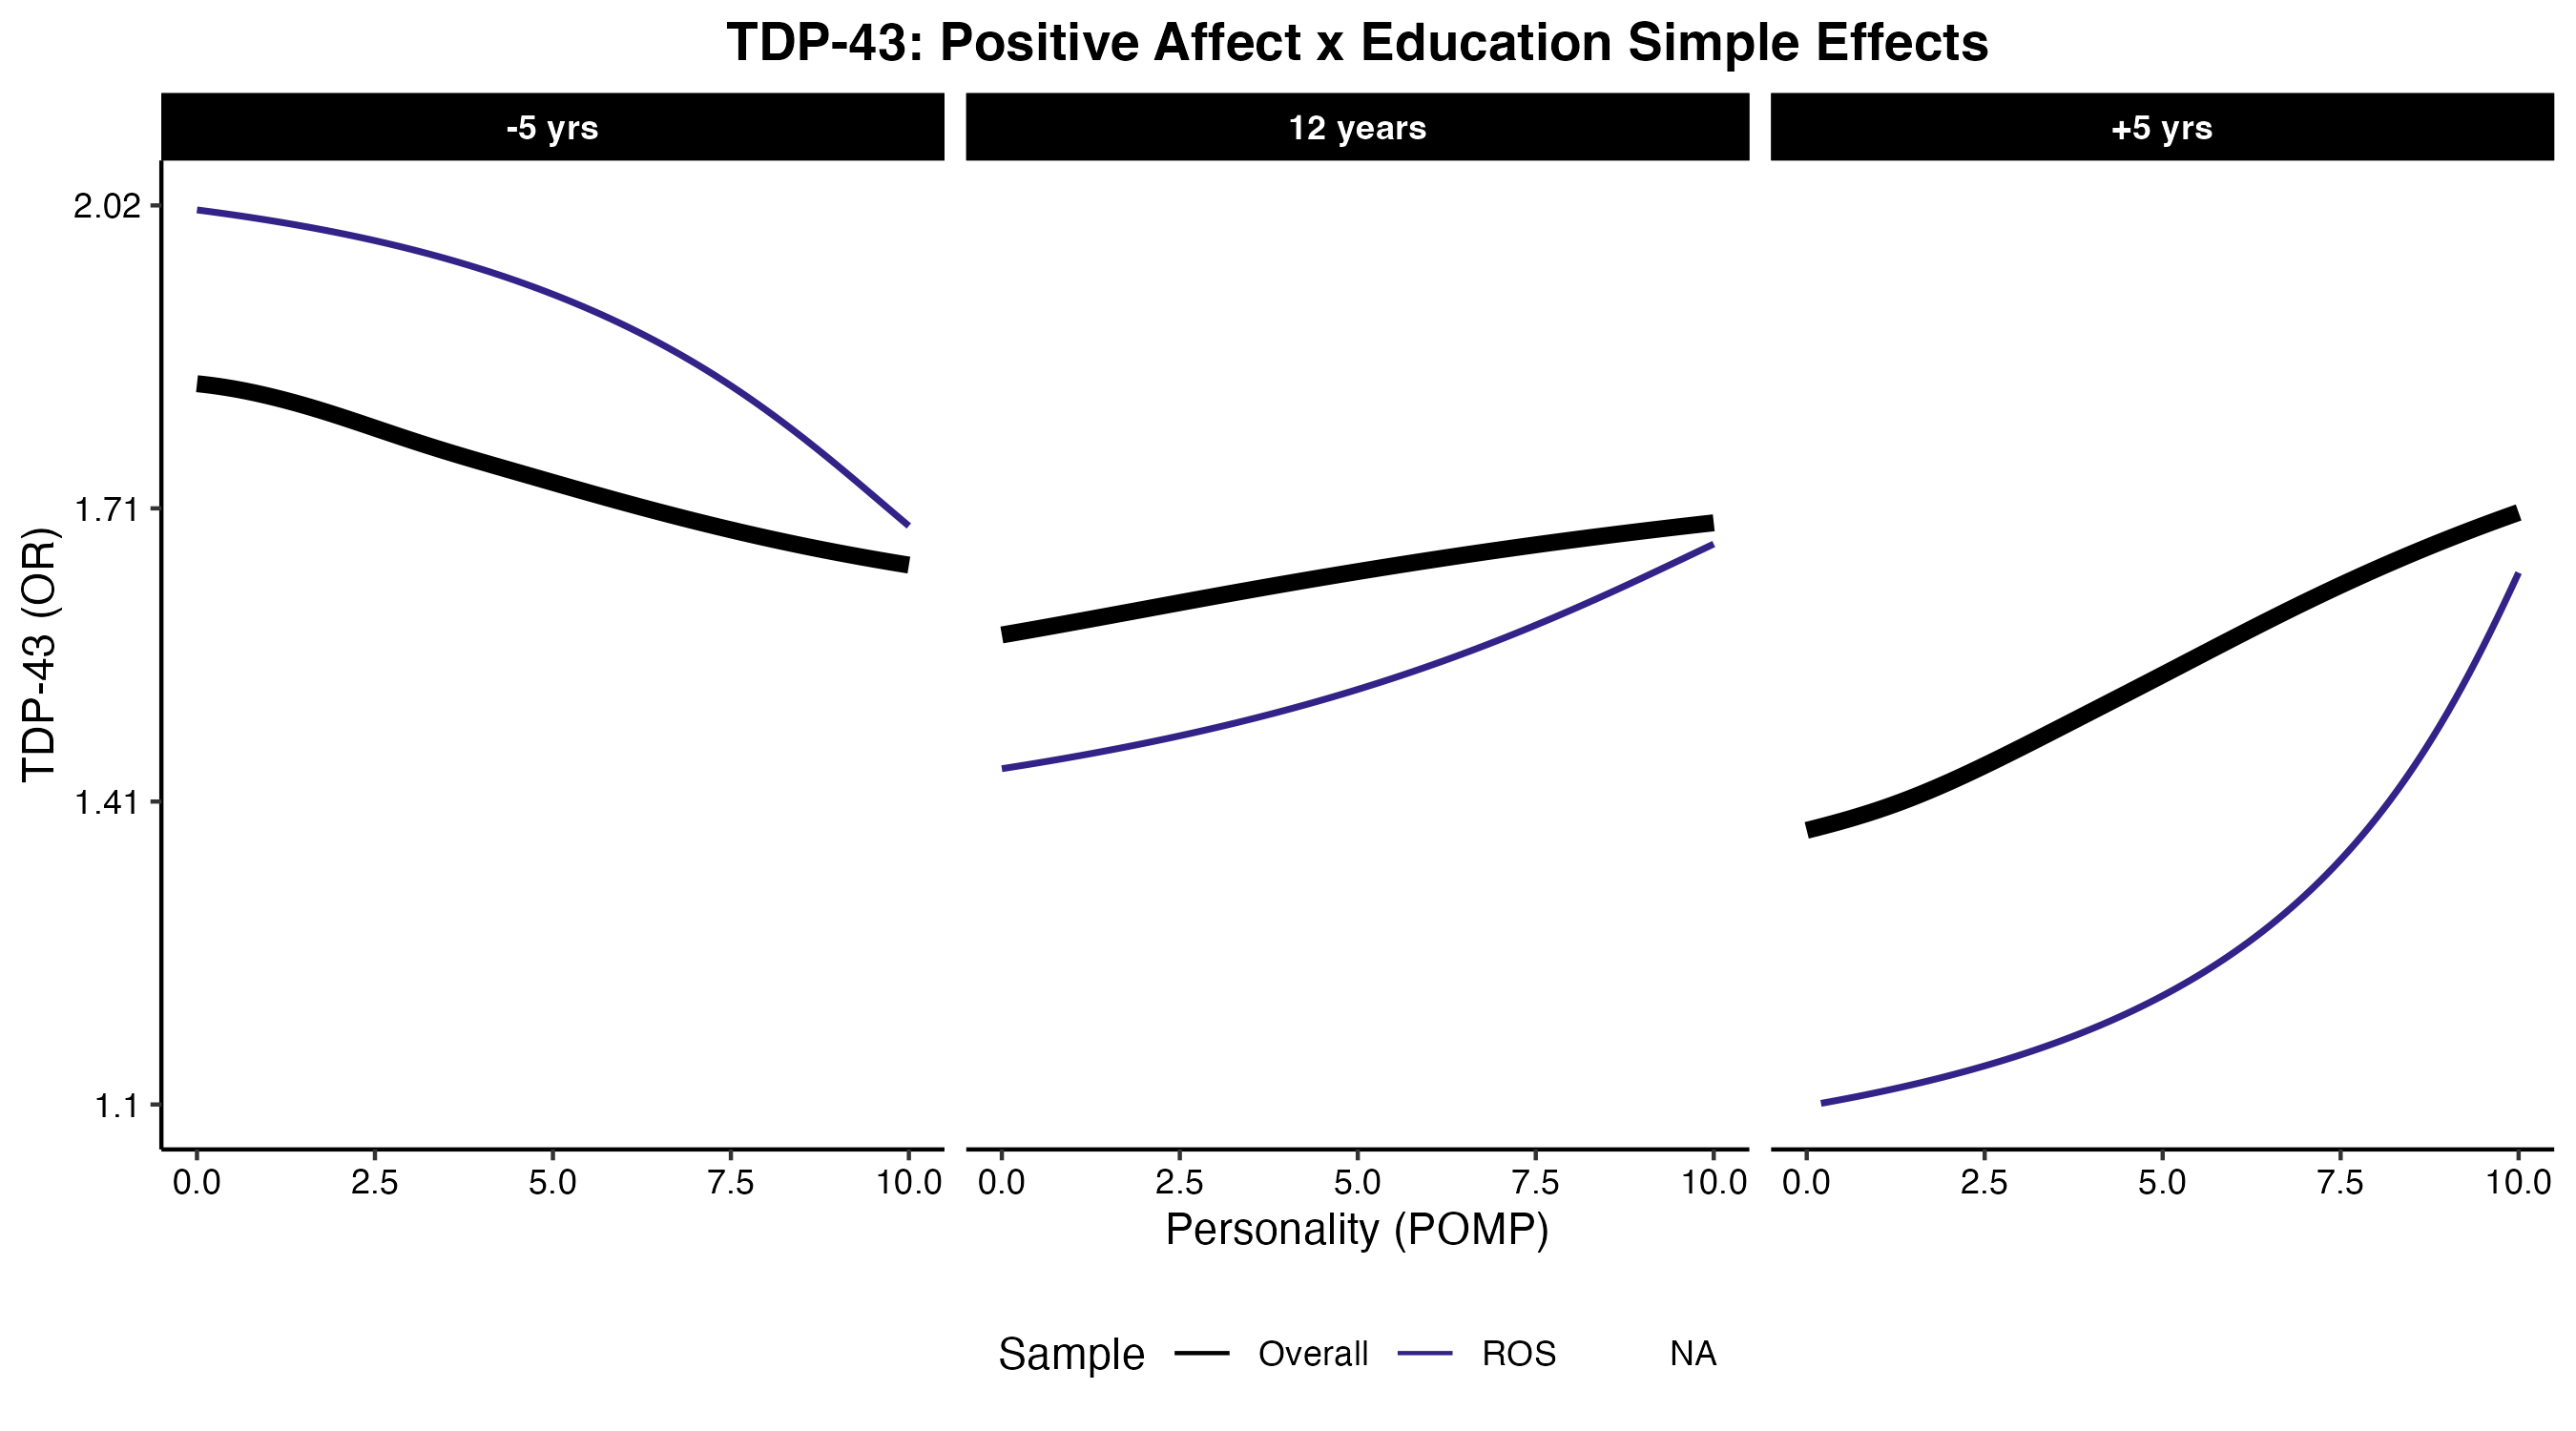 TDP-43: Positive Affect x Education Simple Effects
-5 yrs 12 years +5 yrs
2.02
1.71
1.41
1.1
TDP-43 (OR)
0.0 2.5 5.0 7.5 10.0 0.0 2.5 5.0 7.5 10.0 0.0 2.5 5.0 7.5 10.0
Personality (POMP)
Sample Overall ROS NA